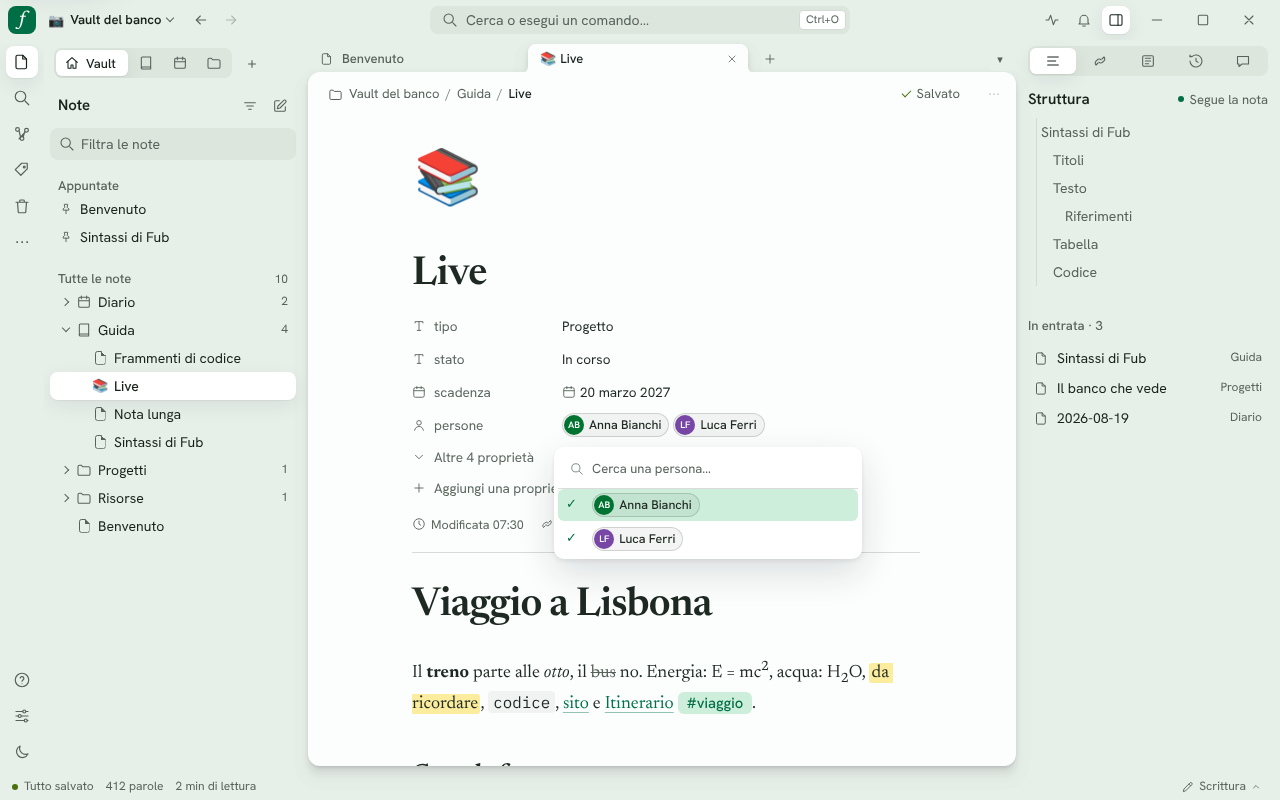 f Vault del banco
Cerca o esegui un comando…
Ctrl+O
Vault
Benvenuto
Live
Note
Filtra le note
Appuntate
Benvenuto
Sintassi di Fub
Tutte le note 10
Diario 2
Guida 4
Frammenti di codice
Live
Nota lunga
Sintassi di Fub
Progetti 1
Risorse 1
Benvenuto
Vault del banco / Guida / Live
Salvato
Live
tipo Progetto
stato In corso
scadenza 20 marzo 2027
persone AB Anna Bianchi LF Luca Ferri
Altre 4 proprietà
Aggiungi una proprie
Modificata 07:30
Cerca una persona…
✓ AB Anna Bianchi
✓ LF Luca Ferri
Viaggio a Lisbona
Il treno parte alle otto, il bus no. Energia: E = mc², acqua: H₂O, da
ricordare, codice, sito e Itinerario #viaggio.
Struttura
Segue la nota
Sintassi di Fub
Titoli
Testo
Riferimenti
Tabella
Codice
In entrata · 3
Sintassi di Fub Guida
Il banco che vede Progetti
2026-08-19 Diario
Tutto salvato 412 parole 2 min di lettura
Scrittura